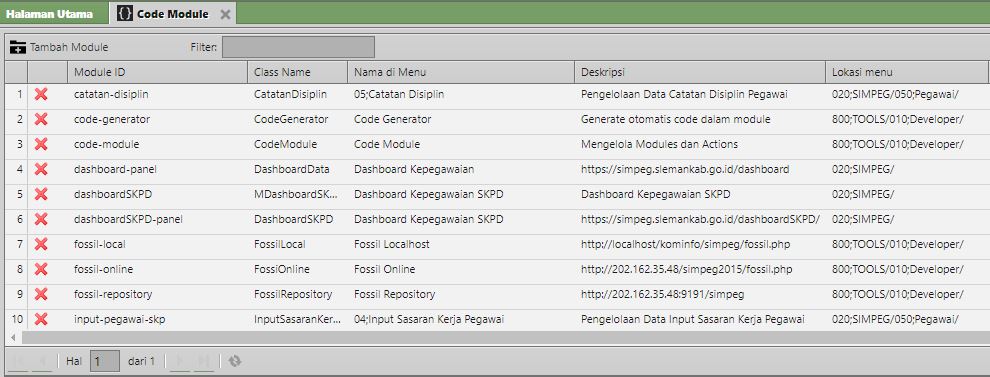 Halaman Utama {} Code Module
Tambah Module Filter:
Module ID Class Name Nama di Menu Deskripsi Lokasi menu
1 catatan-disiplin CatatanDisiplin 05;Catatan Disiplin Pengelolaan Data Catatan Disiplin Pegawai 020;SIMPEG/050;Pegawai/
2 code-generator CodeGenerator Code Generator Generate otomatis code dalam module 800;TOOLS/010;Developer/
3 code-module CodeModule Code Module Mengelola Modules dan Actions 800;TOOLS/010;Developer/
4 dashboard-panel DashboardData Dashboard Kepegawaian https://simpeg.slemankab.go.id/dashboard 020;SIMPEG/
5 dashboardSKPD MDashboardSK... Dashboard Kepegawaian SKPD Dashboard Kepegawaian SKPD 020;SIMPEG/
6 dashboardSKPD-panel DashboardSKPD Dashboard Kepegawaian SKPD https://simpeg.slemankab.go.id/dashboardSKPD/ 020;SIMPEG/
7 fossil-local FossilLocal Fossil Localhost http://localhost/kominfo/simpeg/fossil.php 800;TOOLS/010;Developer/
8 fossil-online FossiOnline Fossil Online http://202.162.35.48/simpeg2015/fossil.php 800;TOOLS/010;Developer/
9 fossil-repository FossilRepository Fossil Repository http://202.162.35.48:9191/simpeg 800;TOOLS/010;Developer/
10 input-pegawai-skp InputSasaranKer... 04;Input Sasaran Kerja Pegawai Pengelolaan Data Input Sasaran Kerja Pegawai 020;SIMPEG/050;Pegawai/
Hal 1 dari 1